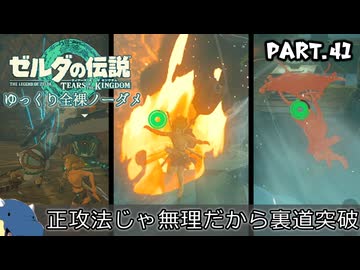 PART.41
ゼルダの伝説
THE LEGEND OF ZELDA
TEARS OF THE KINGDOM
ゆっくり全裸ノーダメ
正攻法じゃ無理だから裏道突破